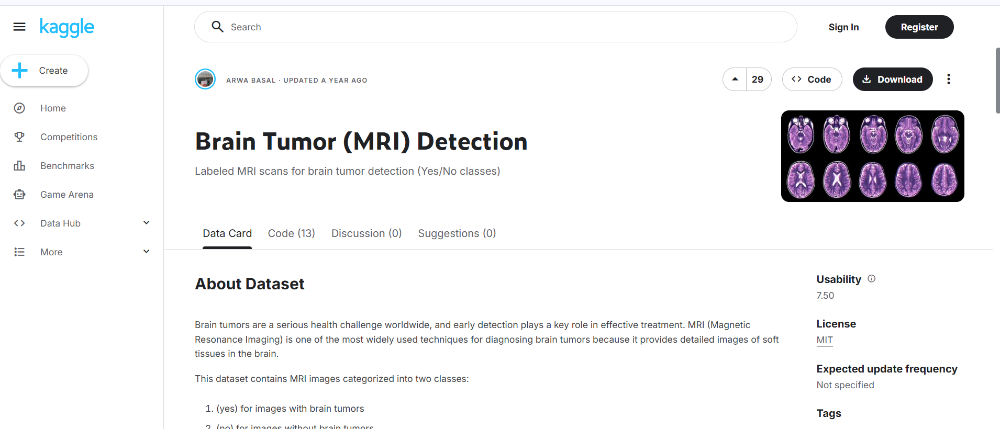 kaggle
Search
Sign In
Register
Create
Home
Competitions
Benchmarks
Game Arena
Data Hub
More
ARWA BASAL · UPDATED A YEAR AGO
29
Code
Download
Brain Tumor (MRI) Detection
Labeled MRI scans for brain tumor detection (Yes/No classes)
Data Card
Code (13)
Discussion (0)
Suggestions (0)
About Dataset
Brain tumors are a serious health challenge worldwide, and early detection plays a key role in effective treatment. MRI (Magnetic
Resonance Imaging) is one of the most widely used techniques for diagnosing brain tumors because it provides detailed images of soft
tissues in the brain.
This dataset contains MRI images categorized into two classes:
1. (yes) for images with brain tumors
2. (no) for images without brain tumors
Usability
7.50
License
MIT
Expected update frequency
Not specified
Tags